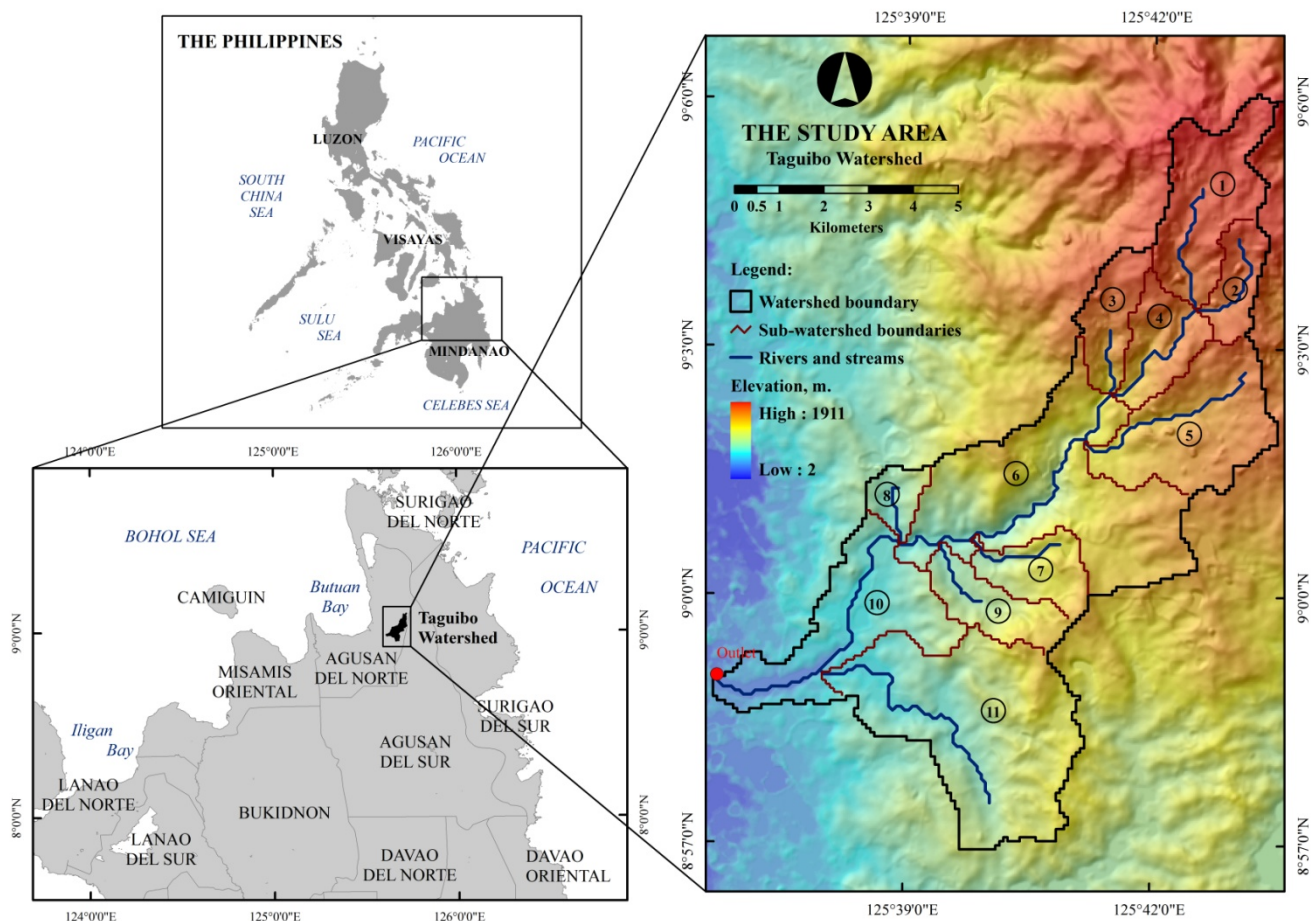 THE PHILIPPINES
LUZON
PACIFIC
OCEAN
SOUTH
CHINA
SEA
VISAYAS
SULU
SEA
MINDANAO
CELEBES SEA
124°0'0"E
125°0'0"E
126°0'0"E
SURIGAO
DEL NORTE
BOHOL SEA
PACIFIC
OCEAN
Butuan
Bay
CAMIGUIN
Taguibo
Watershed
9°0'0"N
9°0'0"N
MISAMIS
ORIENTAL
AGUSAN
DEL NORTE
SURIGAO
DEL SUR
Iligan
Bay
AGUSAN
DEL SUR
LANAO
DEL NORTE
BUKIDNON
8°0'0"N
8°0'0"N
LANAO
DEL SUR
DAVAO
DEL NORTE
DAVAO
ORIENTAL
124°0'0"E
125°0'0"E
126°0'0"E
125°39'0"E
125°42'0"E
9°6'0"N
9°6'0"N
THE STUDY AREA
Taguibo Watershed
0 0.5 1 2 3 4 5
Kilometers
Legend:
Watershed boundary
Sub-watershed boundaries
Rivers and streams
Elevation, m.
High : 1911
Low : 2
1
2
3
4
9°3'0"N
9°3'0"N
5
6
8
7
9
10
9°0'0"N
9°0'0"N
Outlet
11
8°57'0"N
8°57'0"N
125°39'0"E
125°42'0"E